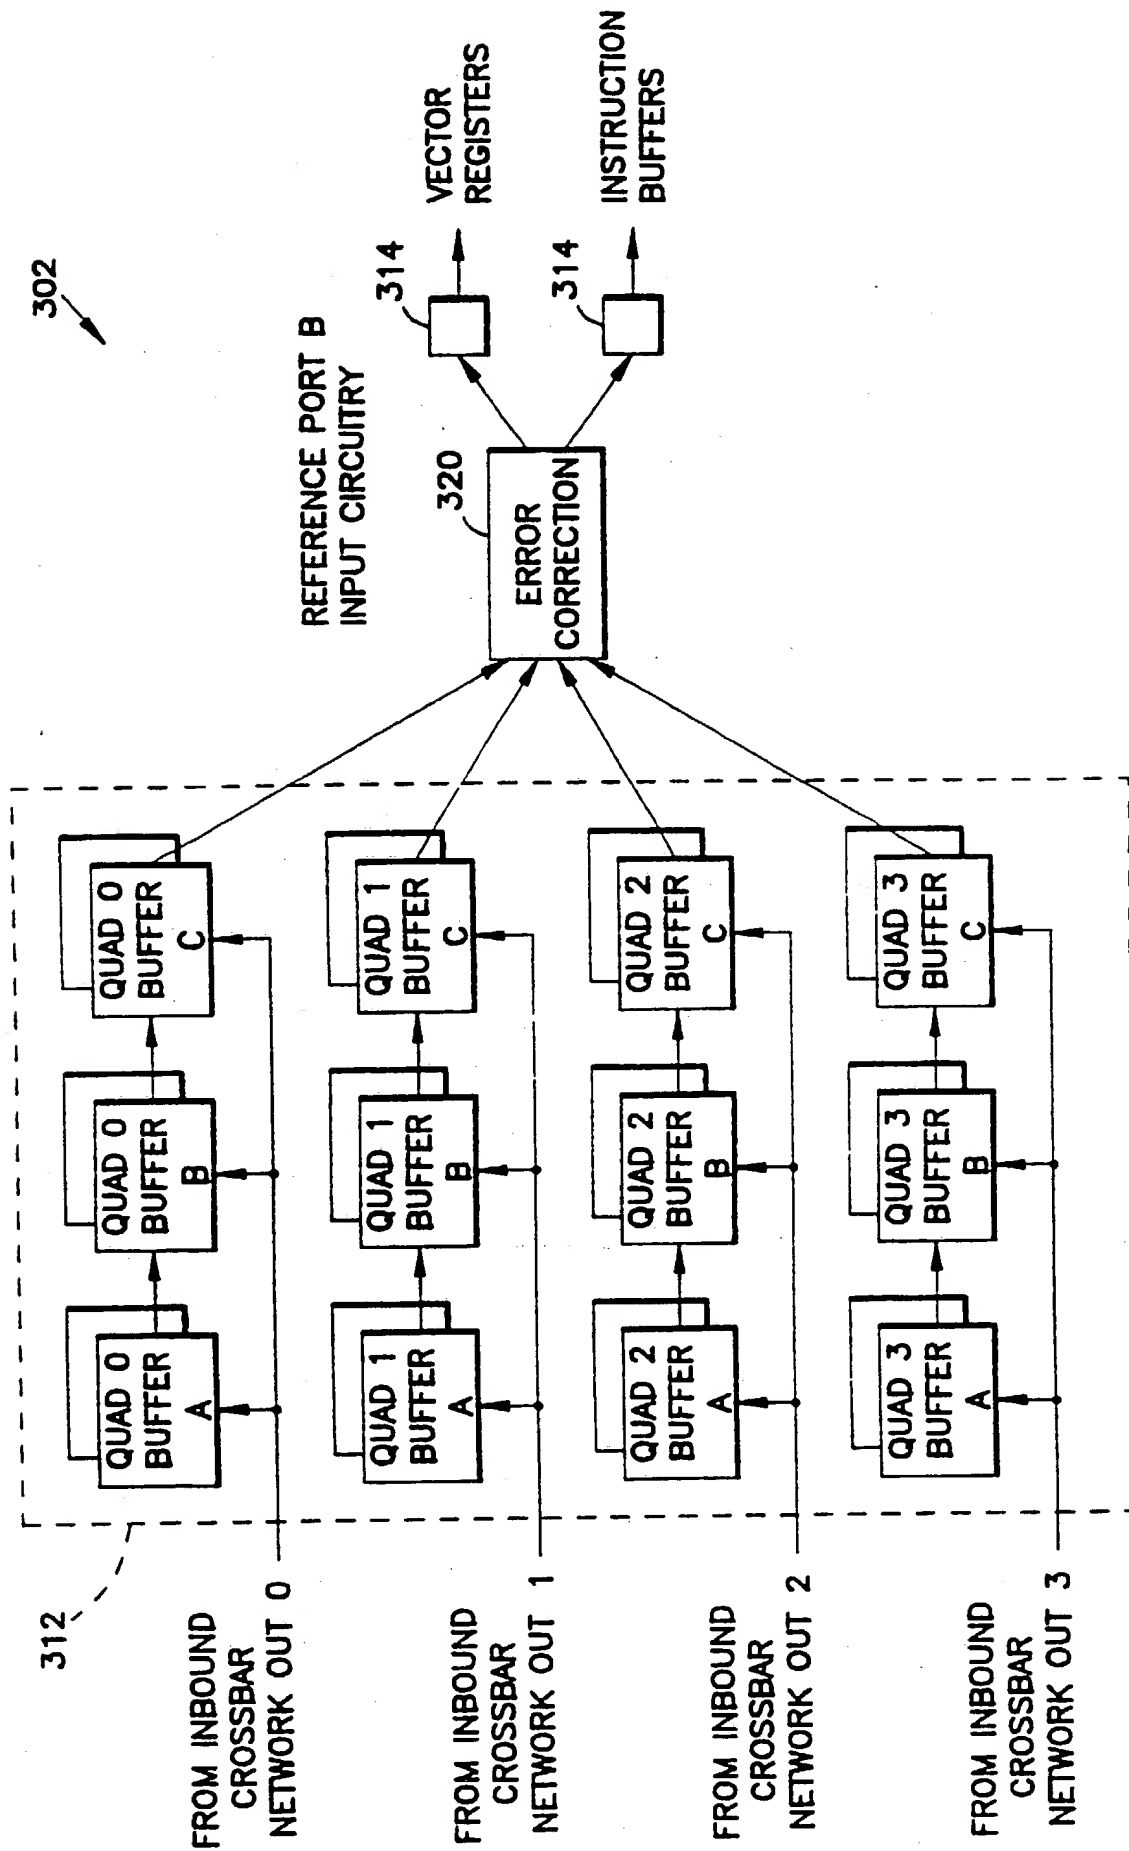 302
REFERENCE PORT B
INPUT CIRCUITRY
312
FROM INBOUND
CROSSBAR
NETWORK OUT 0
QUAD 0
BUFFER
A
QUAD 0
BUFFER
B
QUAD 0
BUFFER
C
FROM INBOUND
CROSSBAR
NETWORK OUT 1
QUAD 1
BUFFER
A
QUAD 1
BUFFER
B
QUAD 1
BUFFER
C
FROM INBOUND
CROSSBAR
NETWORK OUT 2
QUAD 2
BUFFER
A
QUAD 2
BUFFER
B
QUAD 2
BUFFER
C
FROM INBOUND
CROSSBAR
NETWORK OUT 3
QUAD 3
BUFFER
A
QUAD 3
BUFFER
B
QUAD 3
BUFFER
C
320
ERROR
CORRECTION
314
VECTOR
REGISTERS
314
INSTRUCTION
BUFFERS